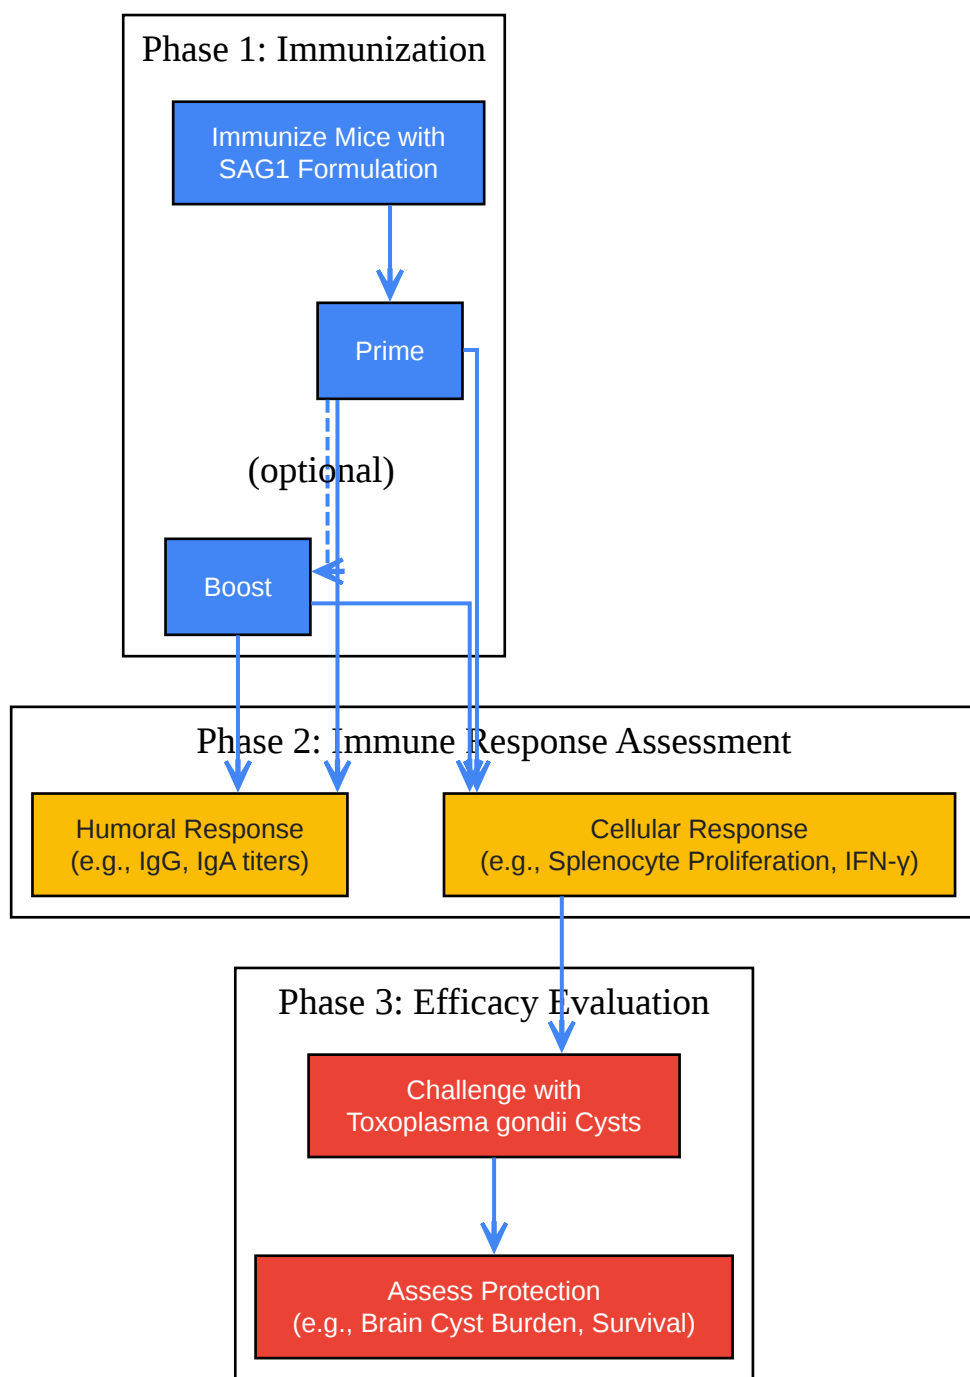 Phase 1: Immunization
Immunize Mice with
SAG1 Formulation
Prime
(optional)
Boost
Phase 2: Immune Response Assessment
Humoral Response
(e.g., IgG, IgA titers)
Cellular Response
(e.g., Splenocyte Proliferation, IFN-γ)
Phase 3: Efficacy Evaluation
Challenge with
Toxoplasma gondii Cysts
Assess Protection
(e.g., Brain Cyst Burden, Survival)